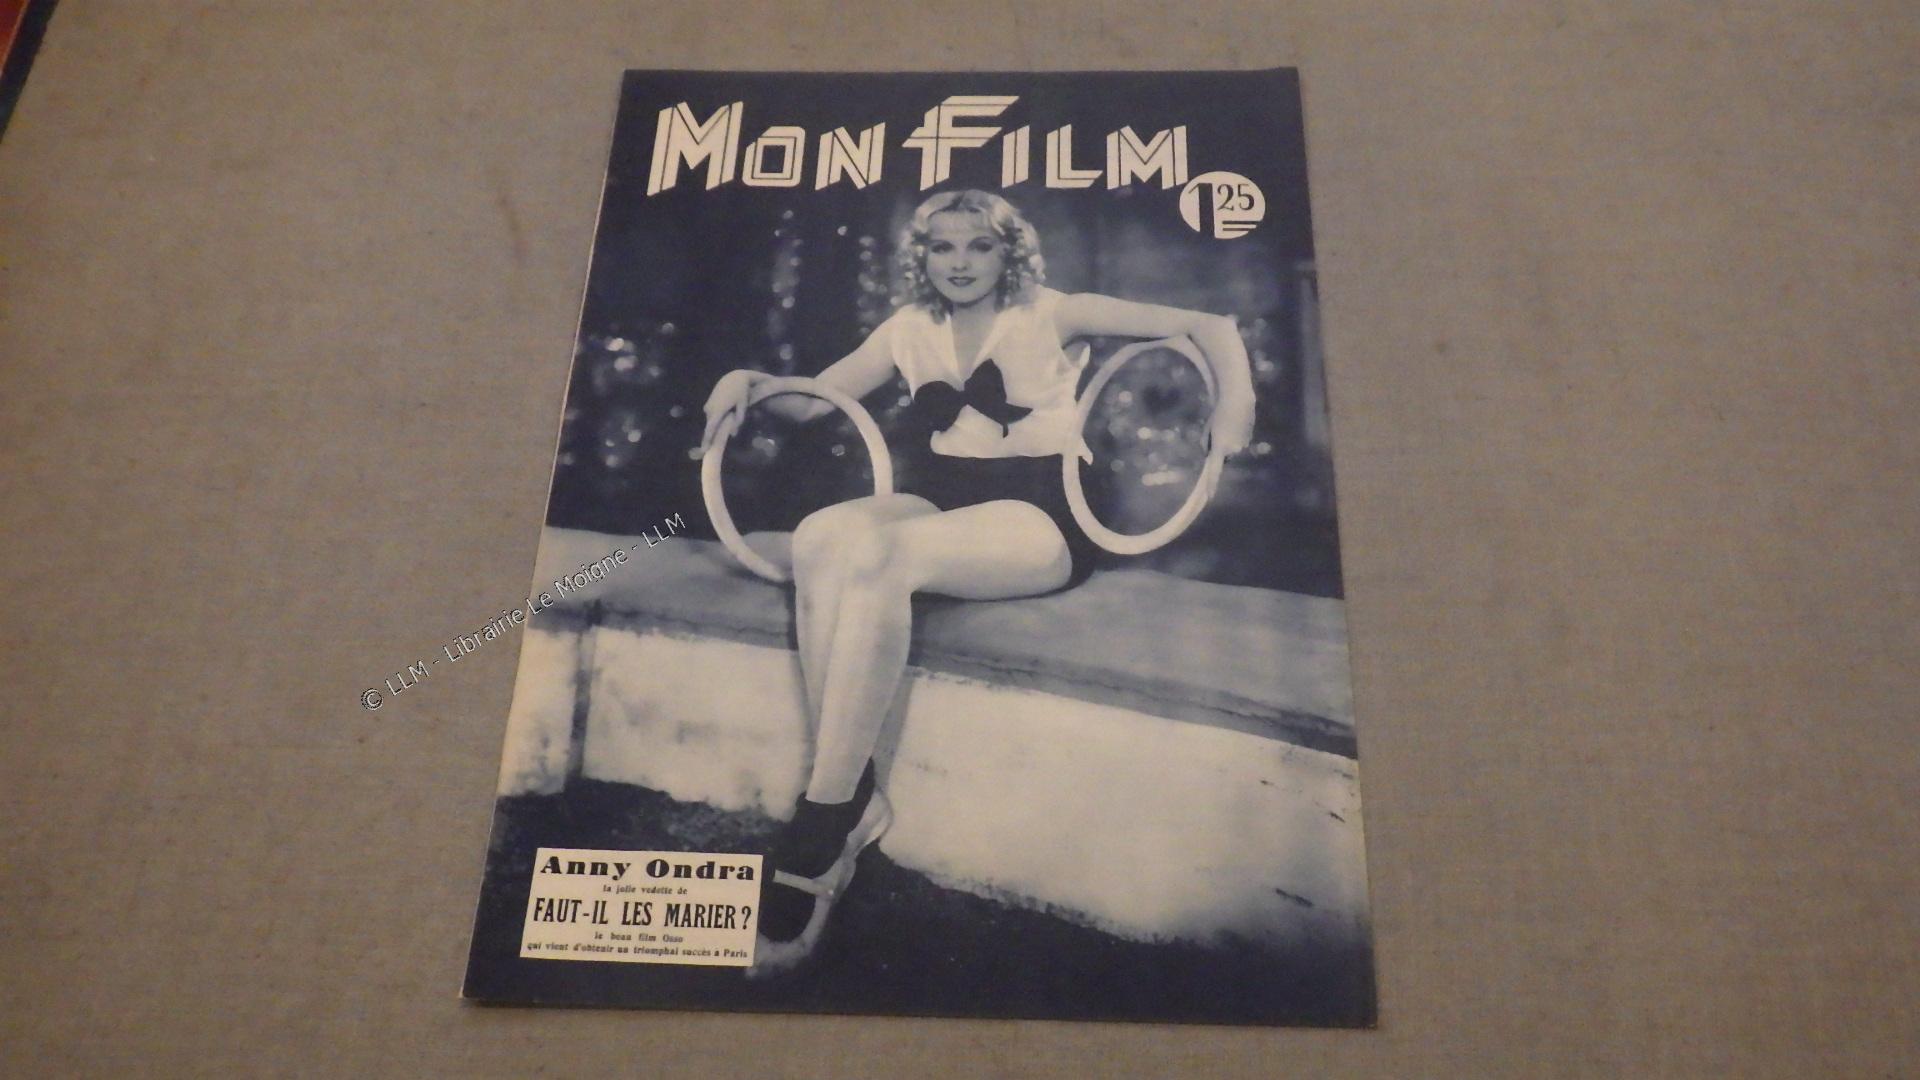 MON FILM
1 25
© LLM - Librairie Le Moigne - LLM
Anny Ondra
la jolie vedette de
FAUT-IL LES MARIER ?
le beau film Osso
qui vient d'obtenir un triomphal succès à Paris